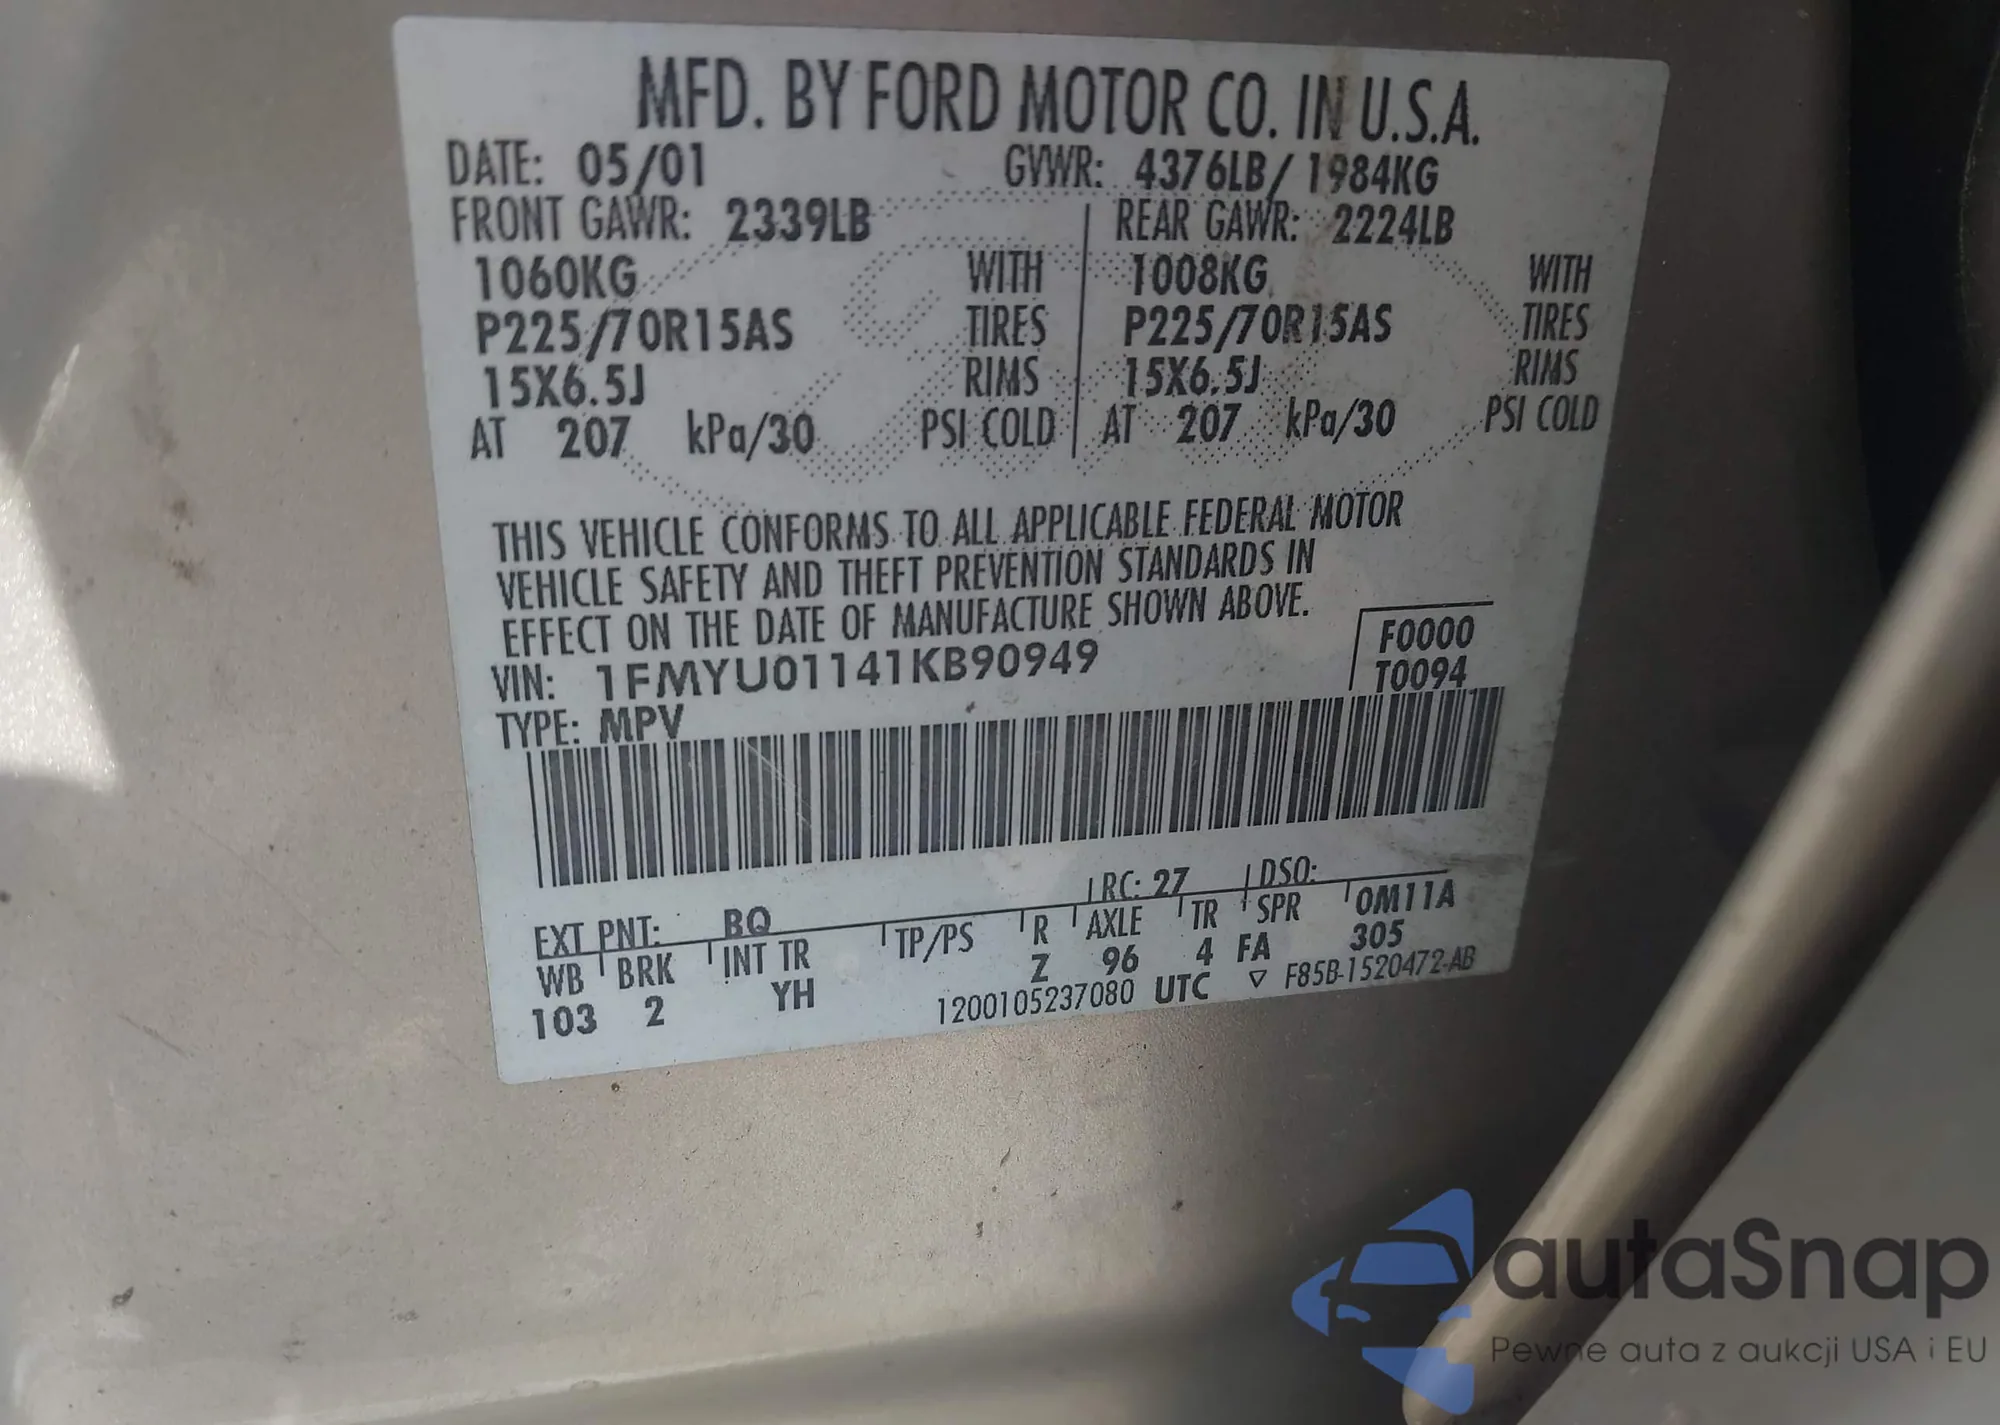 MFD. BY FORD MOTOR CO. IN U.S.A.
DATE: 05/01 GVWR: 4376LB/ 1984KG
FRONT GAWR: 2339LB REAR GAWR: 2224LB
1060KG WITH 1008KG WITH
P225/70R15AS TIRES P225/70R15AS TIRES
15X6.5J RIMS 15X6.5J RIMS
AT 207 kPa/30 PSI COLD AT 207 kPa/30 PSI COLD
THIS VEHICLE CONFORMS TO ALL APPLICABLE FEDERAL MOTOR
VEHICLE SAFETY AND THEFT PREVENTION STANDARDS IN
EFFECT ON THE DATE OF MANUFACTURE SHOWN ABOVE.
F0000
VIN: 1FMYU01141KB90949
T0094
TYPE: MPV
EXT PNT: BQ RC: 27 DSO:
WB BRK INT TR TP/PS R AXLE TR SPR 0M11A
103 2 YH Z 96 4 FA 305
1200105237080 UTC ▽ F85B-1520472-AB
autoSnap
Pewne auta z aukcji USA i EU